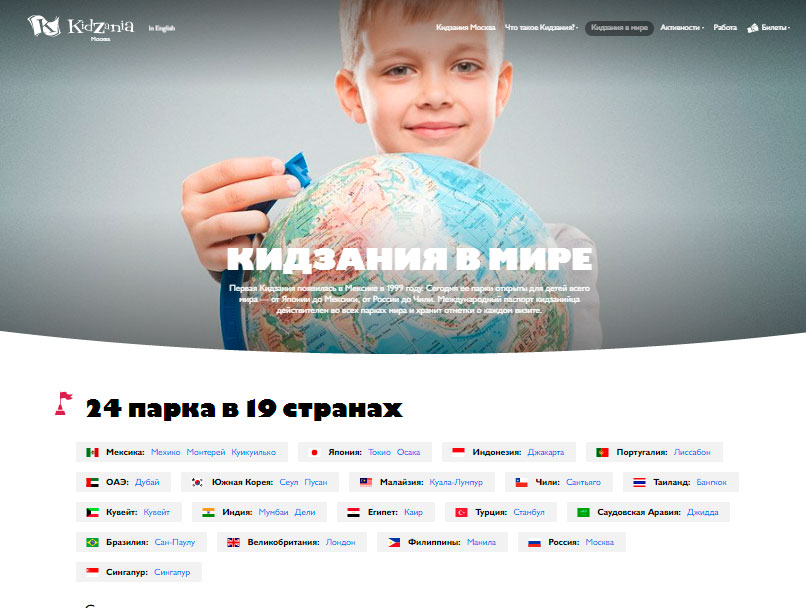 KidZania
Москва
In English
Кидзания Москва Что такое Кидзания? Кидзания в мире Активности Работа Билеты
КИДЗАНИЯ В МИРЕ
Первая Кидзания появилась в Мексике в 1999 году. Сегодня ее парки открыты для детей всего
мира — от Японии до Мексики, от России до Чили. Международный паспорт кидзанийца
действителен во всех парках мира и хранит отметки о каждом визите.
24 парка в 19 странах
Мексика: Мехико Монтерей Куикуилько Япония: Токио Осака Индонезия: Джакарта Португалия: Лиссабон
ОАЭ: Дубай Южная Корея: Сеул Пусан Малайзия: Куала-Лумпур Чили: Сантьяго Таиланд: Бангкок
Кувейт: Кувейт Индия: Мумбаи Дели Египет: Каир Турция: Стамбул Саудовская Аравия: Джидда
Бразилия: Сан-Паулу Великобритания: Лондон Филиппины: Манила Россия: Москва
Сингапур: Сингапур